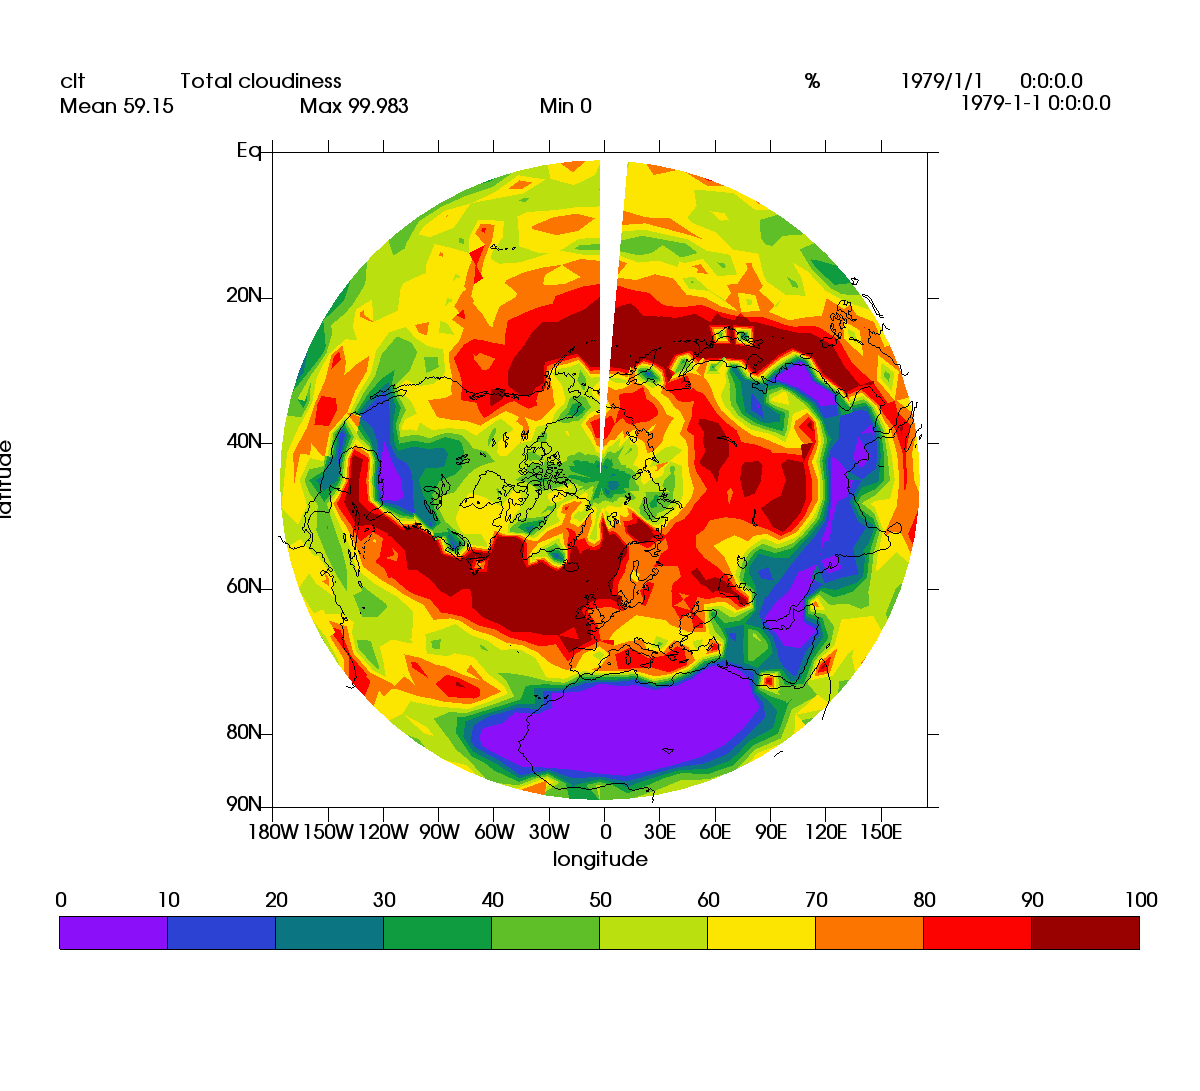 clt Total cloudiness % 1979/1/1 0:0:0.0
Mean 59.15 Max 99.983 Min 0 1979-1-1 0:0:0.0
Eq
20N
40N
60N
80N
90N
latitude
180W 150W 120W 90W 60W 30W 0 30E 60E 90E 120E 150E
longitude
0 10 20 30 40 50 60 70 80 90 100